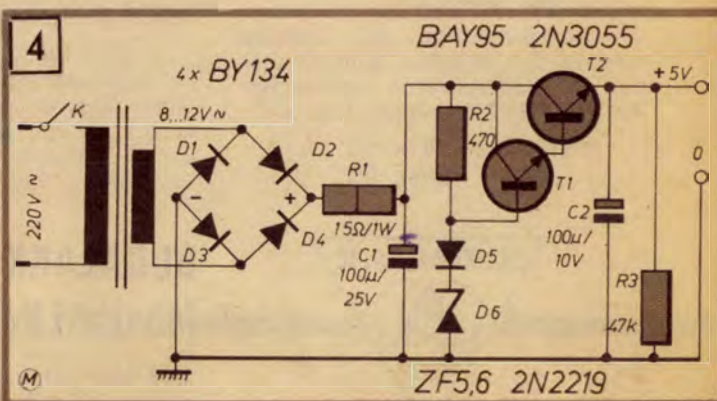 4
BAY95 2N3055
4x BY134
T2
+5V
K
8...12V~
D1
D2
R2
470
0
220V~
-
+
R1
T1
15Ω/1W
D3
D4
C1
100µ/
25V
D5
C2
100µ/
10V
D6
R3
47k
M
ZF5,6 2N2219